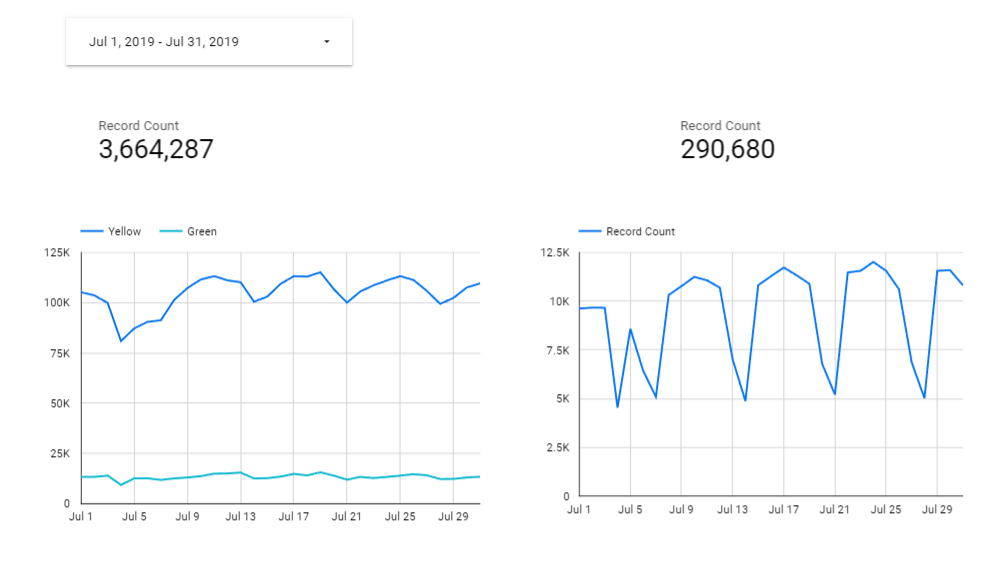 Jul 1, 2019 - Jul 31, 2019
Record Count
3,664,287
Record Count
290,680
Yellow Green
125K
100K
75K
50K
25K
0
Jul 1 Jul 5 Jul 9 Jul 13 Jul 17 Jul 21 Jul 25 Jul 29
Record Count
12.5K
10K
7.5K
5K
2.5K
0
Jul 1 Jul 5 Jul 9 Jul 13 Jul 17 Jul 21 Jul 25 Jul 29